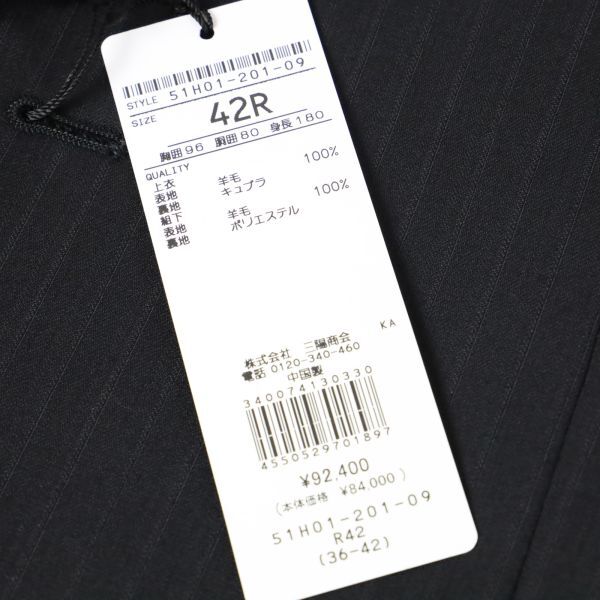 STYLE 51H01-201-09
SIZE 42R
胸囲96 胴囲80 身長180
QUALITY
上衣
表地 羊毛 100%
裏地 キュプラ
組下
表地 羊毛 100%
裏地 ポリエステル
KA
株式会社 三陽商会
電話 0120-340-460
中国製
340074130330
4550529701897
¥92,400
(本体価格 ¥84,000)
51H01-201-09
R42
(36-42)